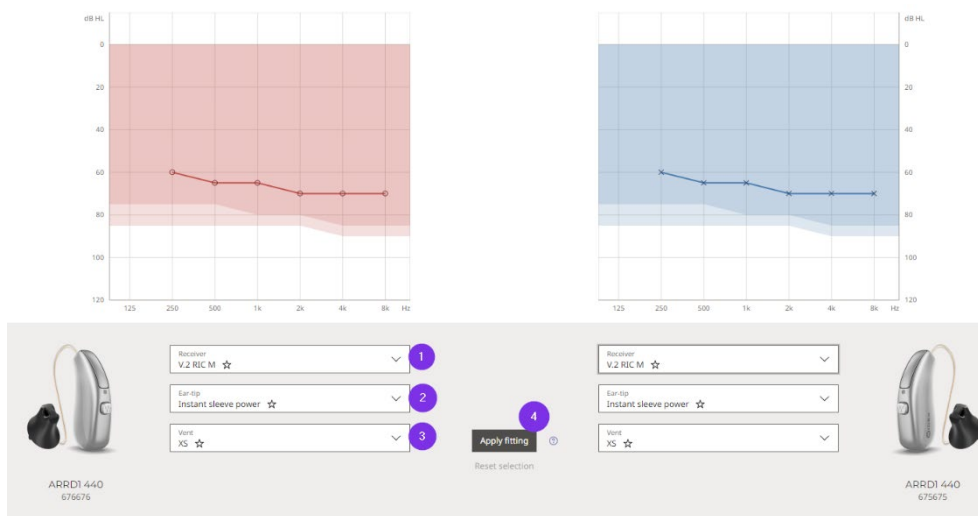 dB HL
0
20
40
60
80
100
120
125 250 500 1k 2k 4k 8k Hz
dB HL
0
20
40
60
80
100
120
125 250 500 1k 2k 4k 8k Hz
Receiver
V.2 RIC M ☆
1
Ear-tip
Instant sleeve power ☆
2
Vent
XS ☆
3
ARRD1 440
676676
4
Apply fitting ?
Reset selection
Receiver
V.2 RIC M ☆
Ear-tip
Instant sleeve power ☆
Vent
XS ☆
ARRD1 440
675675